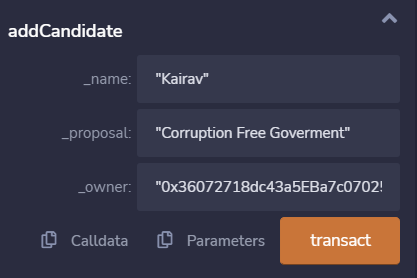 addCandidate
_name: "Kairav"
_proposal: "Corruption Free Goverment"
_owner: "0x36072718dc43a5EBa7c0702
Calldata Parameters transact